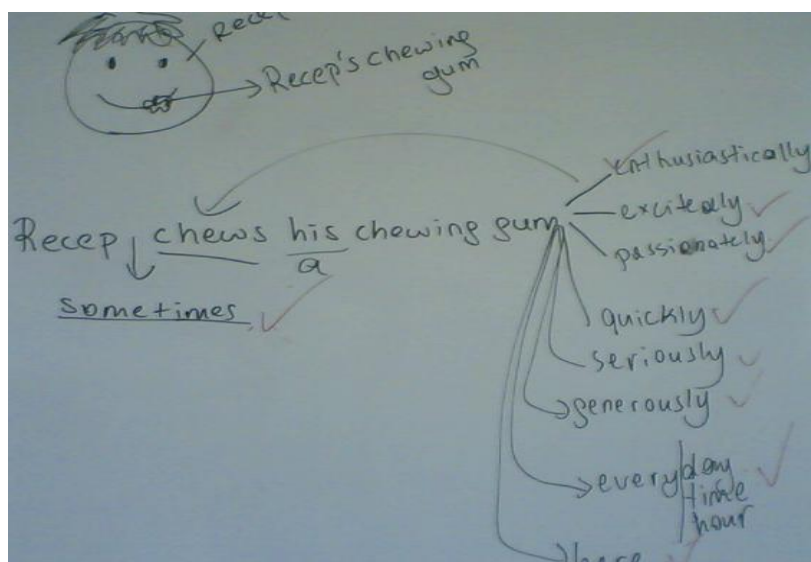 Recep's chewing
gum
enthusiastically
Recep chews his chewing gum
a
excitedly
passionately
sometimes
quickly
seriously
generously
every day
time
hour
here